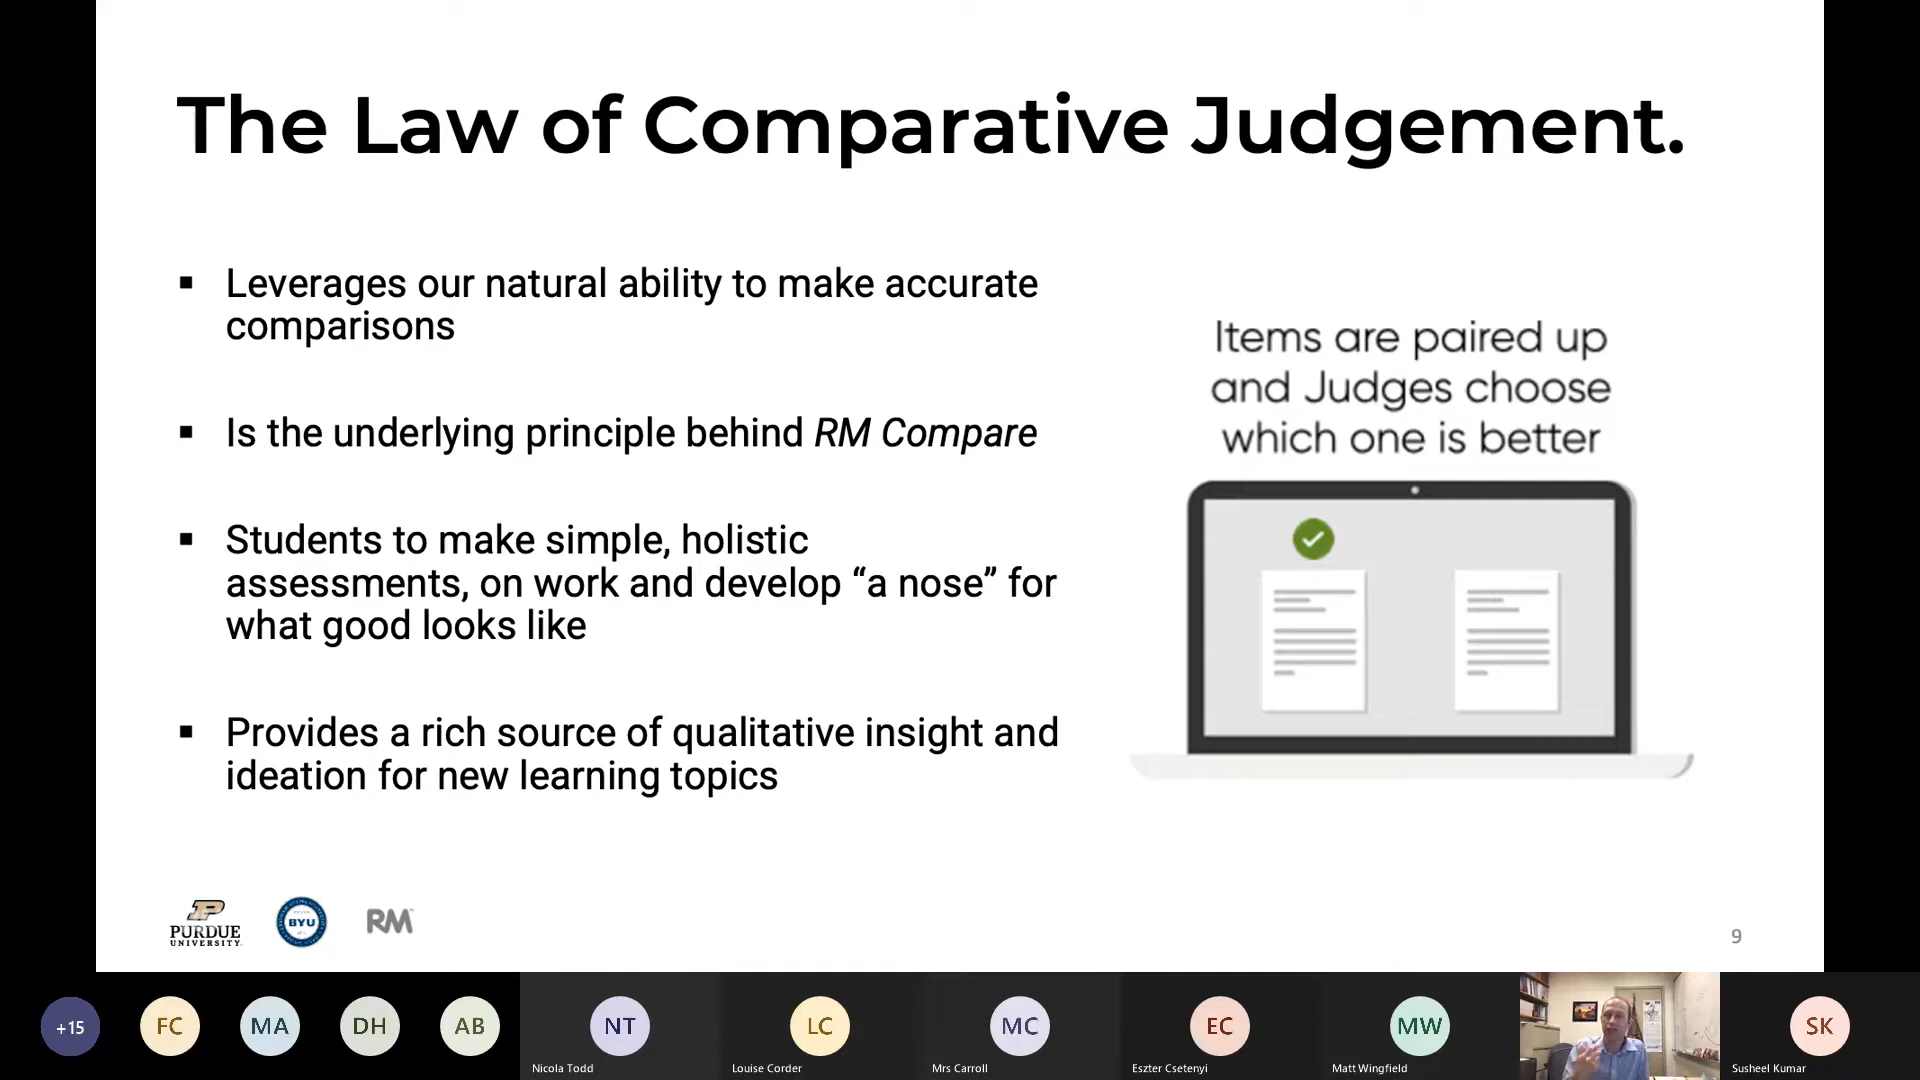 The Law of Comparative Judgement.
▪ Leverages our natural ability to make accurate
comparisons
▪ Is the underlying principle behind RM Compare
▪ Students to make simple, holistic
assessments, on work and develop “a nose” for
what good looks like
▪ Provides a rich source of qualitative insight and
ideation for new learning topics
Items are paired up
and Judges choose
which one is better
P
PURDUE
UNIVERSITY
BYU
RM
9
+15
FC
MA
DH
AB
NT
Nicola Todd
LC
Louise Corder
MC
Mrs Carroll
EC
Eszter Csetenyi
MW
Matt Wingfield
SK
Susheel Kumar